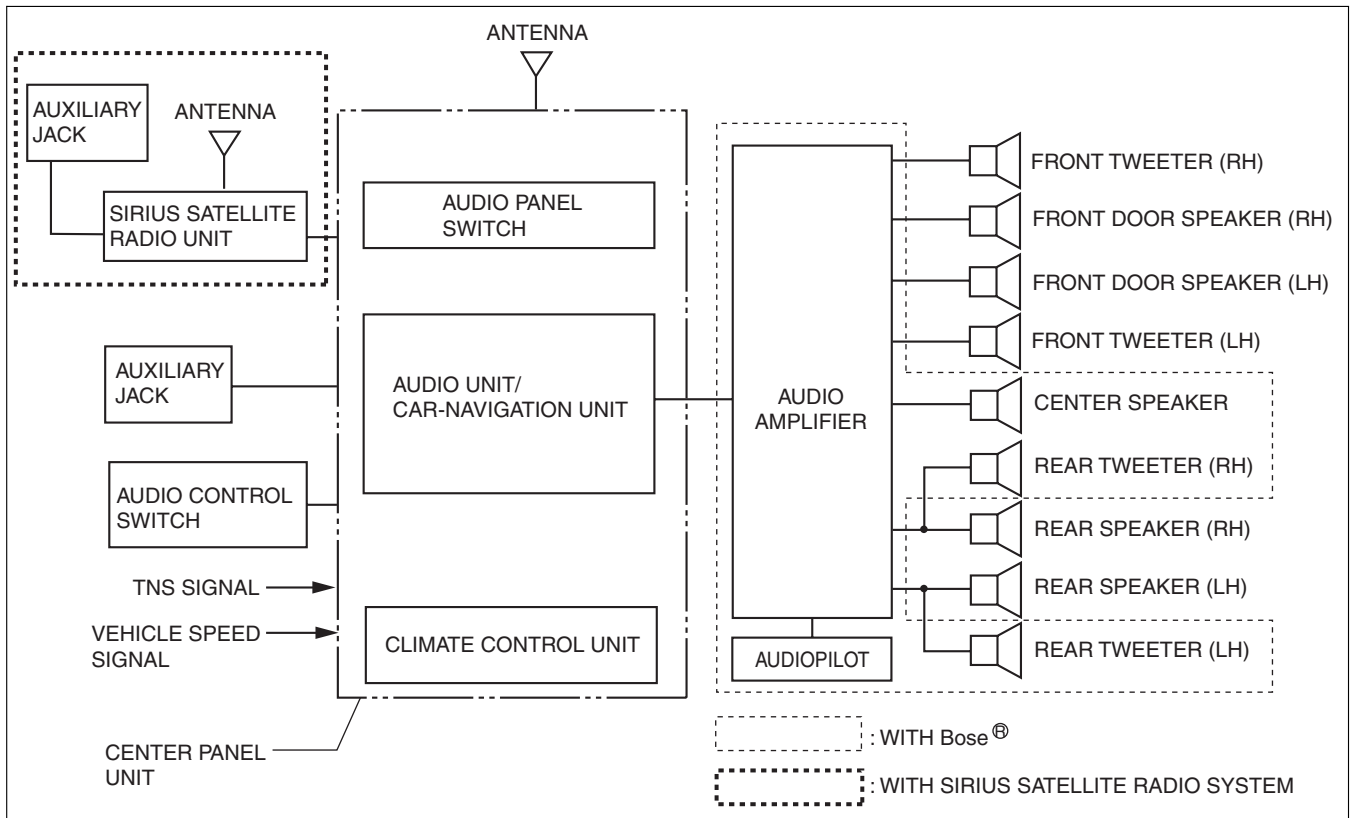 ANTENNA
AUXILIARY
JACK
ANTENNA
SIRIUS SATELLITE
RADIO UNIT
AUDIO PANEL
SWITCH
AUXILIARY
JACK
AUDIO UNIT/
CAR-NAVIGATION UNIT
AUDIO CONTROL
SWITCH
TNS SIGNAL
VEHICLE SPEED
SIGNAL
CLIMATE CONTROL UNIT
CENTER PANEL
UNIT
AUDIO
AMPLIFIER
AUDIOPILOT
FRONT TWEETER (RH)
FRONT DOOR SPEAKER (RH)
FRONT DOOR SPEAKER (LH)
FRONT TWEETER (LH)
CENTER SPEAKER
REAR TWEETER (RH)
REAR SPEAKER (RH)
REAR SPEAKER (LH)
REAR TWEETER (LH)
: WITH Bose®
: WITH SIRIUS SATELLITE RADIO SYSTEM